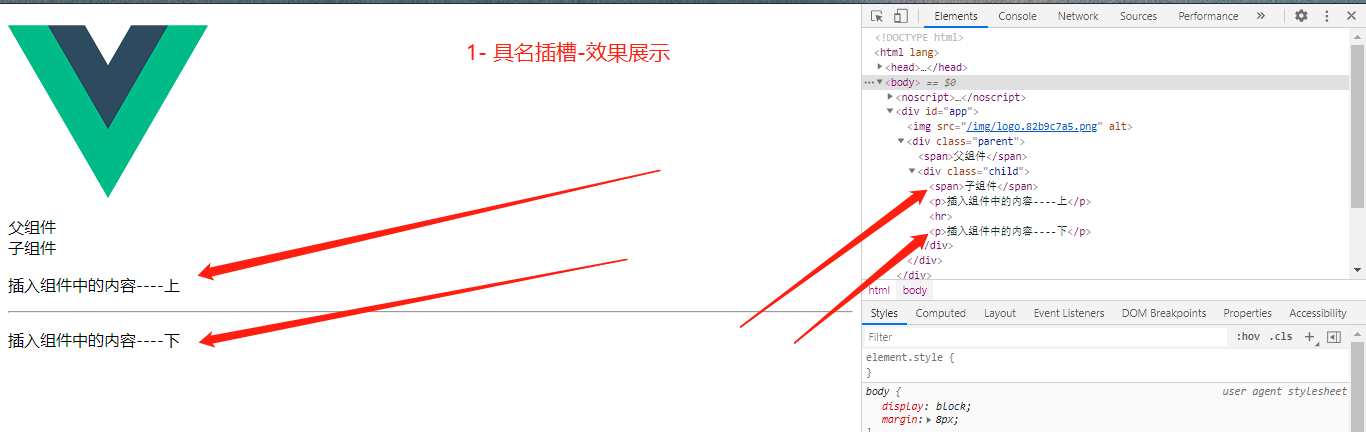 1- 具名插槽-效果展示
父组件
子组件
插入组件中的内容----上
插入组件中的内容----下
Elements Console Network Sources Performance »
<!DOCTYPE html>
<html lang>
<head>…</head>
<body> == $0
<noscript>…</noscript>
<div id="app">
<img src="/img/logo.82b9c7a5.png" alt>
<div class="parent">
<span>父组件</span>
<div class="child">
<span>子组件</span>
<p>插入组件中的内容----上</p>
<hr>
<p>插入组件中的内容----下</p>
</div>
</div>
</div>
html body
Styles Computed Layout Event Listeners DOM Breakpoints Properties Accessibility
Filter :hov .cls +
element.style {
}
body { user agent stylesheet
display: block;
margin: 8px;